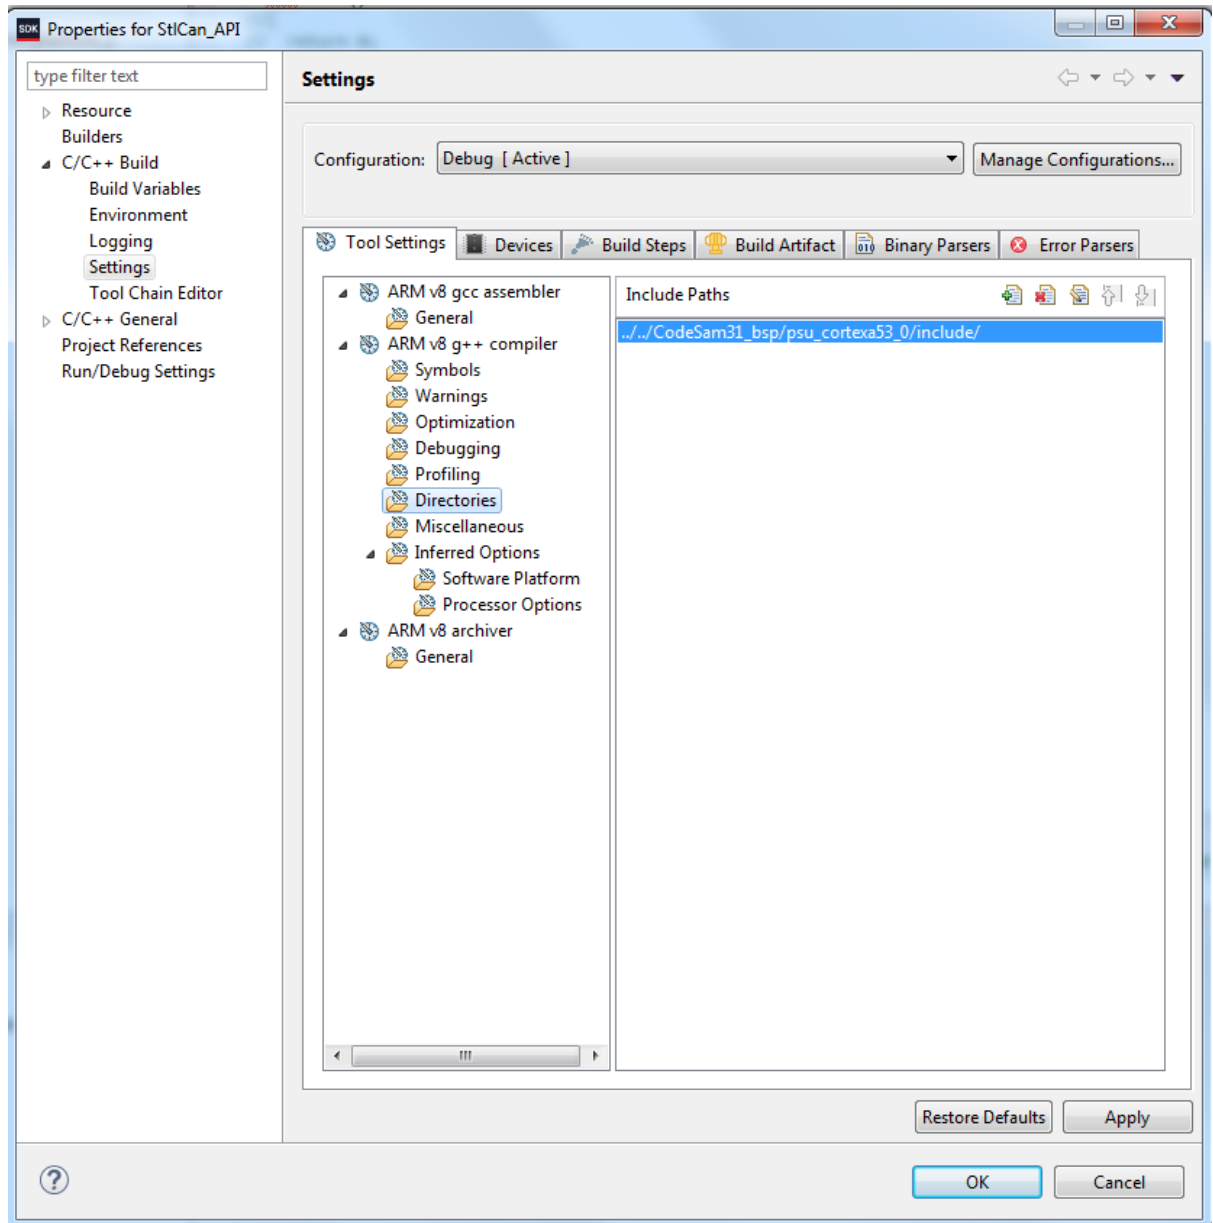 SDK Properties for StlCan_API
type filter text
Resource
Builders
C/C++ Build
Build Variables
Environment
Logging
Settings
Tool Chain Editor
C/C++ General
Project References
Run/Debug Settings
Settings
Configuration: Debug [ Active ] Manage Configurations...
Tool Settings Devices Build Steps Build Artifact Binary Parsers Error Parsers
ARM v8 gcc assembler
General
ARM v8 g++ compiler
Symbols
Warnings
Optimization
Debugging
Profiling
Directories
Miscellaneous
Inferred Options
Software Platform
Processor Options
ARM v8 archiver
General
Include Paths
../../CodeSam31_bsp/psu_cortexa53_0/include/
Restore Defaults Apply
OK Cancel